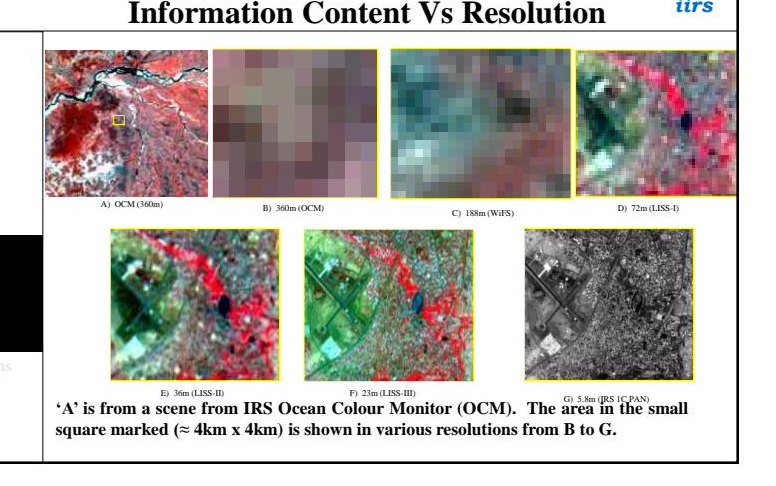 Information Content Vs Resolution
iirs
A) OCM (360m)
B) 360m (OCM)
C) 188m (WiFS)
D) 72m (LISS-I)
E) 36m (LISS-II)
F) 23m (LISS-III)
G) 5.8m (IRS 1C PAN)
‘A’ is from a scene from IRS Ocean Colour Monitor (OCM). The area in the small
square marked (≈ 4km x 4km) is shown in various resolutions from B to G.